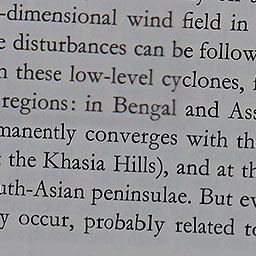 -dimensional wind field in
disturbances can be follow
these low-level cyclones,
regions: in Bengal and Ass
manently converges with th
the Khasia Hills), and at th
uth-Asian peninsulae. But ev
y occur, probably related to